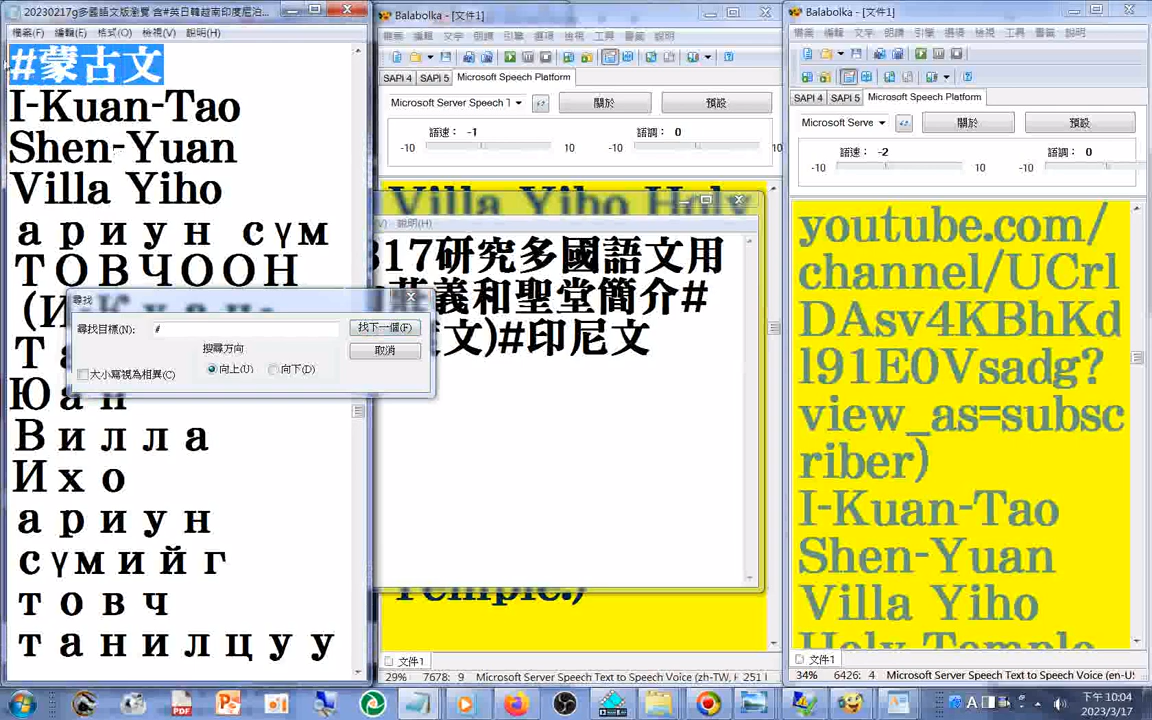 20230217g多國語文版瀏覽 含#英日韓越南印度尼泊...
檔案(F) 編輯(E) 格式(O) 檢視(V) 說明(H)
#蒙古文
I-Kuan-Tao
Shen-Yuan
Villa Yiho
ариун сүм
ТОВЧООН
Юан
Вилла
Ихо
ариун
сүмийг
товч
танилцуу
尋找
尋找目標(N): #
找下一個(F)
取消
搜尋方向
向上(U) 向下(D)
大小寫視為相異(C)
Balabolka - [文件1]
SAPI 4 SAPI 5 Microsoft Speech Platform
Microsoft Server Speech T
關於 預設
語速: -1 語調: 0
-10 10 -10 10
Villa Yiho Holy
說明(H)
317研究多國語文用
義和聖堂簡介#
文)#印尼文
Temple.)
文件1
29% 7678: 9 Microsoft Server Speech Text to Speech Voice (zh-TW, 251
Balabolka - [文件1]
SAPI 4 SAPI 5 Microsoft Speech Platform
Microsoft Serve
關於 預設
語速: -2 語調: 0
-10 10 -10 10
youtube.com/
channel/UCrl
DAsv4KBhKd
l91E0Vsadg?
view_as=subsc
riber)
I-Kuan-Tao
Shen-Yuan
Villa Yiho
Holy Temple
文件1
34% 6426: 4 Microsoft Server Speech Text to Speech Voice (en-US
下午 10:04
2023/3/17